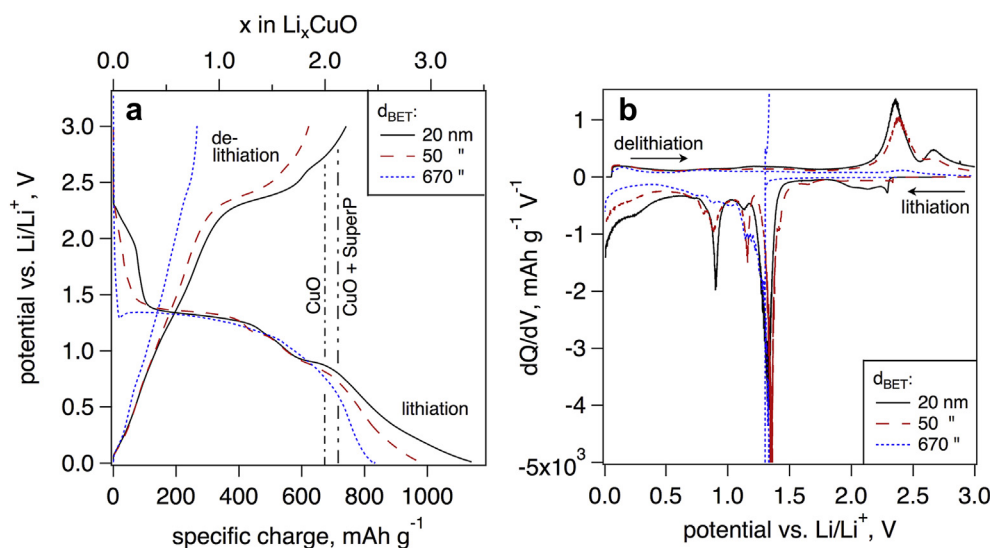 x in LixCuO
0.0 1.0 2.0 3.0
a
dBET:
20 nm
50 "
670 "
3.0
2.5
2.0
1.5
1.0
0.5
0.0
potential vs. Li/Li+, V
de-
lithiation
CuO
CuO + SuperP
lithiation
0 200 400 600 800 1000
specific charge, mAh g-1
b
delithiation
lithiation
1
0
-1
-2
-3
-4
-5x10³
dQ/dV, mAh g-1 V-1
dBET:
20 nm
50 "
670 "
0.0 0.5 1.0 1.5 2.0 2.5 3.0
potential vs. Li/Li+, V